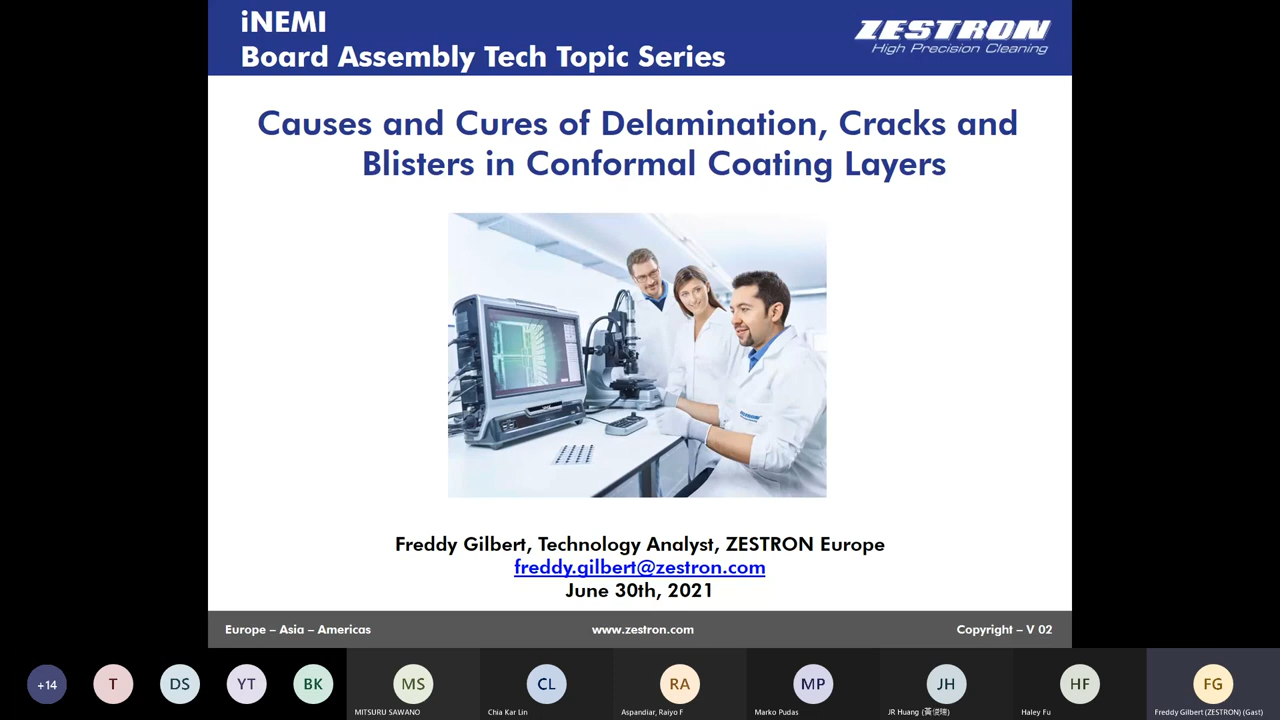 iNEMI
Board Assembly Tech Topic Series
ZESTRON
High Precision Cleaning
Causes and Cures of Delamination, Cracks and
Blisters in Conformal Coating Layers
Freddy Gilbert, Technology Analyst, ZESTRON Europe
freddy.gilbert@zestron.com
June 30th, 2021
Europe – Asia – Americas
www.zestron.com
Copyright – V 02
+14
T
DS
YT
BK
MS
CL
RA
MP
JH
HF
FG
MITSURU SAWANO
Chia Kar Lin
Aspandiar, Raiyo F
Marko Pudas
JR Huang
Haley Fu
Freddy Gilbert (ZESTRON) (Gast)